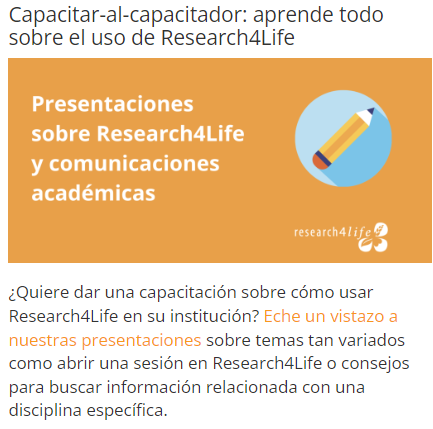 Capacitar-al-capacitador: aprende todo
sobre el uso de Research4Life
Presentaciones
sobre Research4Life
y comunicaciones
académicas
research4life
¿Quiere dar una capacitación sobre cómo usar
Research4Life en su institución? Eche un vistazo a
nuestras presentaciones sobre temas tan variados
como abrir una sesión en Research4Life o consejos
para buscar información relacionada con una
disciplina específica.